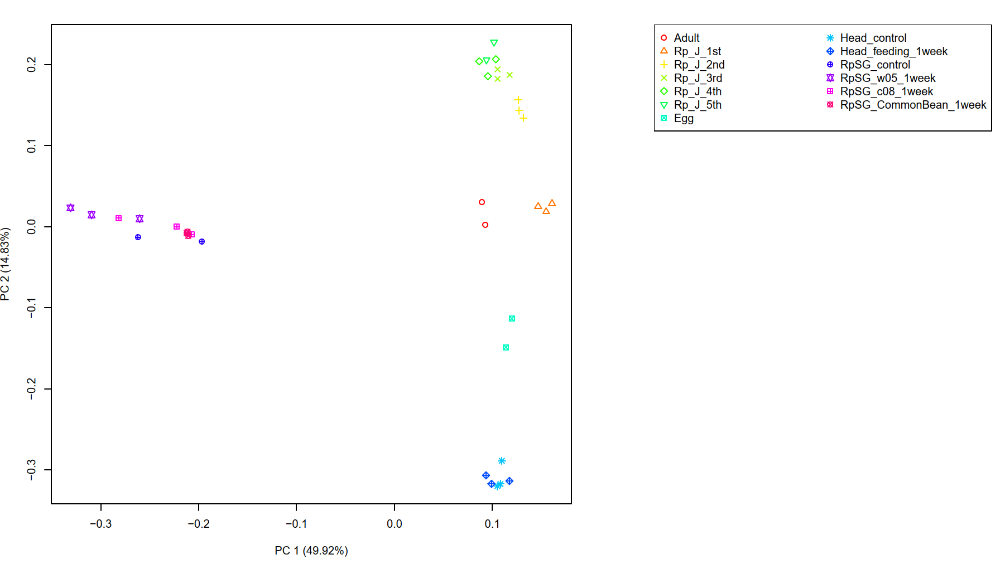 0.2
0.1
0.0
−0.1
−0.2
−0.3
PC 2 (14.83%)
−0.3
−0.2
−0.1
0.0
0.1
PC 1 (49.92%)
Adult
Rp_J_1st
Rp_J_2nd
Rp_J_3rd
Rp_J_4th
Rp_J_5th
Egg
Head_control
Head_feeding_1week
RpSG_control
RpSG_w05_1week
RpSG_c08_1week
RpSG_CommonBean_1week